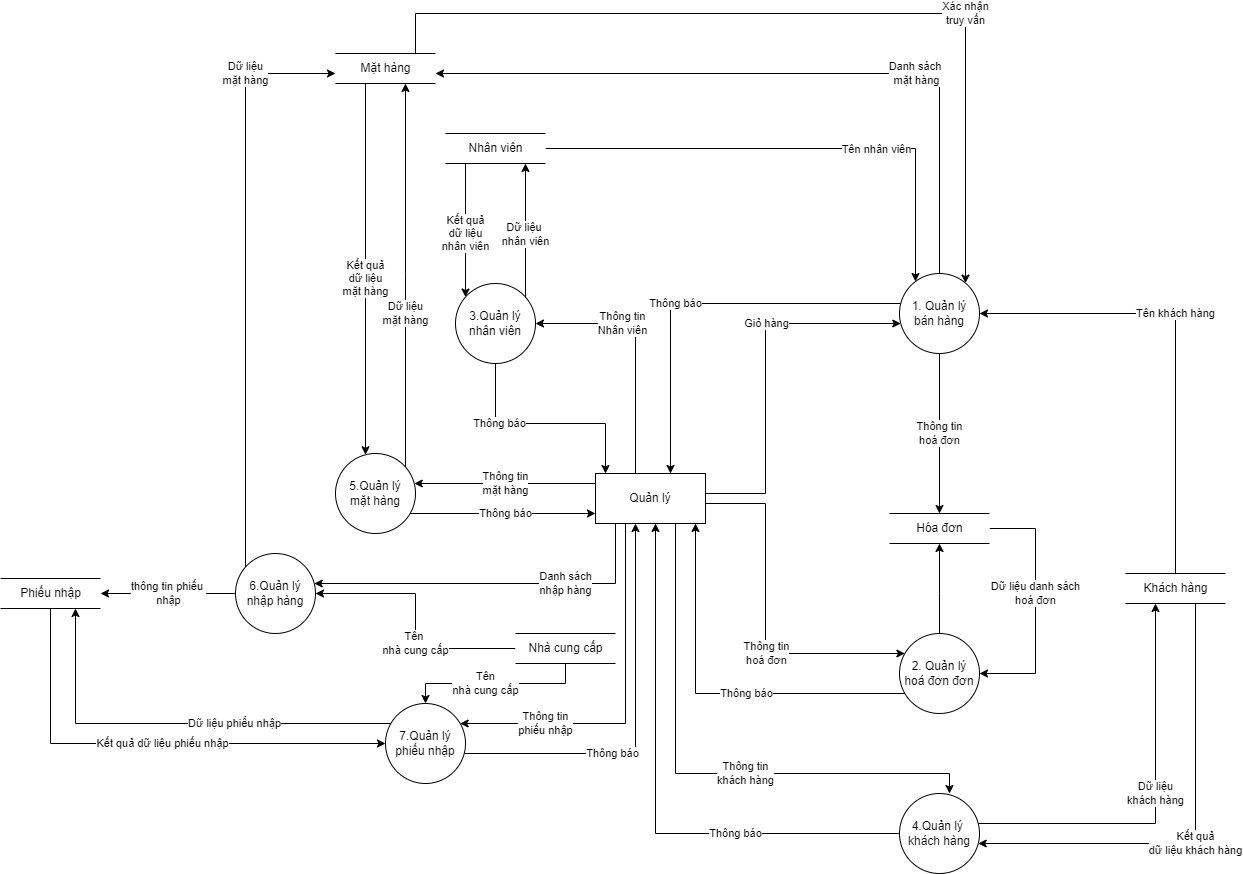 Xác nhận
truy vấn
Dữ liệu
mặt hàng
Mặt hàng
Danh sách
mặt hàng
Nhân viên
Tên nhân viên
Kết quả
dữ liệu
nhân viên
Dữ liệu
nhân viên
Kết quả
dữ liệu
mặt hàng
Dữ liệu
mặt hàng
3.Quản lý
nhân viên
Thông tin
Nhân viên
Thông báo
Giỏ hàng
1. Quản lý
bán hàng
Tên khách hàng
Thông báo
Thông tin
hoá đơn
5.Quản lý
mặt hàng
Thông tin
mặt hàng
Thông báo
Quản lý
Hóa đơn
Dữ liệu danh sách
hoá đơn
Khách hàng
Phiếu nhập
thông tin phiếu
nhập
6.Quản lý
nhập hàng
Danh sách
nhập hàng
Tên
nhà cung cấp
Nhà cung cấp
Tên
nhà cung cấp
Thông tin
hoá đơn
2. Quản lý
hoá đơn đơn
Thông báo
Dữ liệu phiếu nhập
Kết quả dữ liệu phiếu nhập
7.Quản lý
phiếu nhập
Thông tin
phiếu nhập
Thông báo
Thông tin
khách hàng
Dữ liệu
khách hàng
Thông báo
4.Quản lý
khách hàng
Kết quả
dữ liệu khách hàng